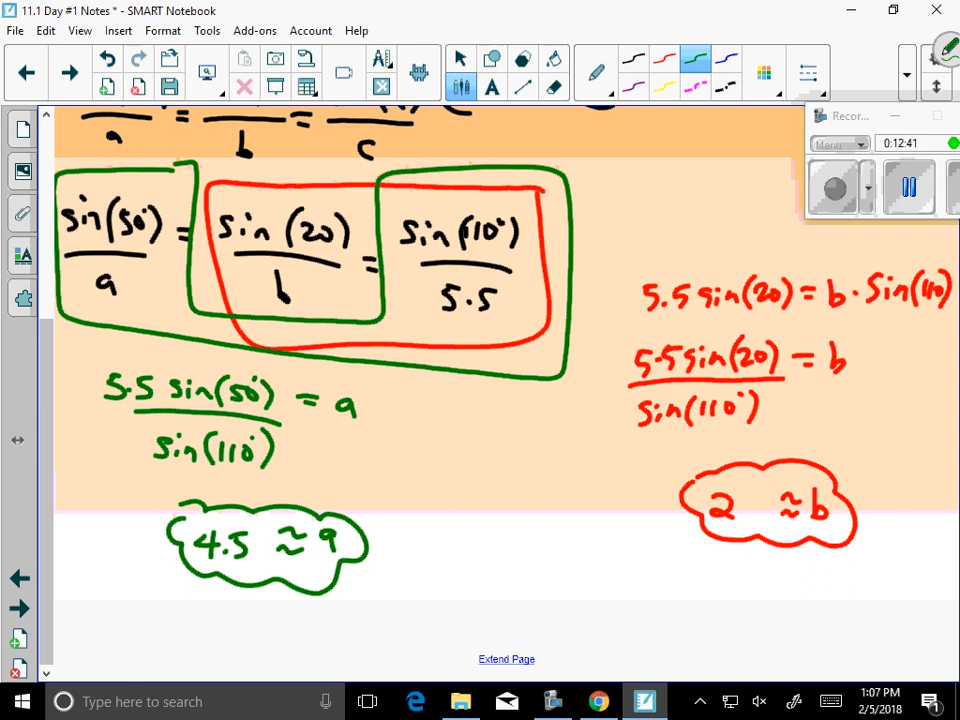 11.1 Day #1 Notes * - SMART Notebook
File Edit View Insert Format Tools Add-ons Account Help
Recor...
Menu
0:12:41
a = b = c
sin(50°) = sin(20) = sin(110°)
a b 5.5
5.5 sin(20) = b · sin(110)
5.5 sin(20) = b
sin(110°)
5.5 sin(50°) = a
sin(110°)
2 ≈ b
4.5 ≈ a
Extend Page
Type here to search
1:07 PM
2/5/2018
1